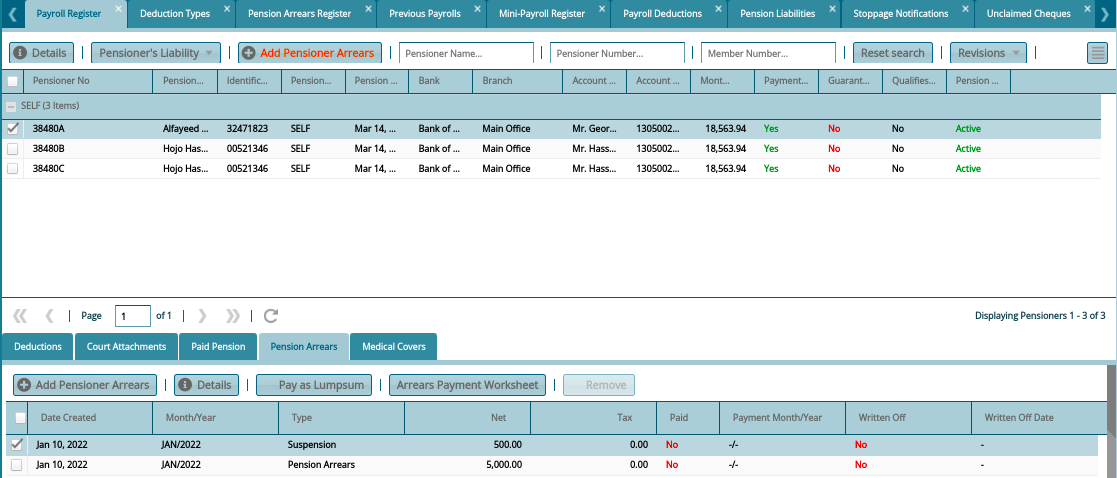 Payroll Register Deduction Types Pension Arrears Register Previous Payrolls Mini-Payroll Register Payroll Deductions Pension Liabilities Stoppage Notifications Unclaimed Cheques
Details Pensioner's Liability Add Pensioner Arrears Pensioner Name... Pensioner Number... Member Number... Reset search Revisions
Pensioner No Pension... Identific... Pension... Pension ... Bank Branch Account ... Account ... Mont... Payment... Guarant... Qualifies... Pension ...
SELF (3 Items)
38480A Alfayeed ... 32471823 SELF Mar 14, ... Bank of ... Main Office Mr. Geor... 1305002... 18,563.94 Yes No No Active
38480B Hojo Has... 00521346 SELF Mar 14, ... Bank of ... Main Office Mr. Hass... 1305002... 18,563.94 Yes No No Active
38480C Hojo Has... 00521346 SELF Mar 14, ... Bank of ... Main Office Mr. Hass... 1305002... 18,563.94 Yes No No Active
Page 1 of 1 Displaying Pensioners 1 - 3 of 3
Deductions Court Attachments Paid Pension Pension Arrears Medical Covers
Add Pensioner Arrears Details Pay as Lumpsum Arrears Payment Worksheet Remove
Date Created Month/Year Type Net Tax Paid Payment Month/Year Written Off Written Off Date
Jan 10, 2022 JAN/2022 Suspension 500.00 0.00 No -/- No -
Jan 10, 2022 JAN/2022 Pension Arrears 5,000.00 0.00 No -/- No -